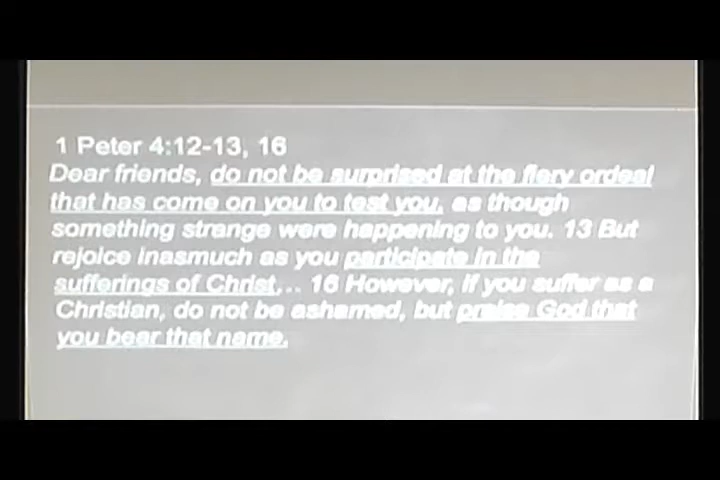 1 Peter 4:12-13, 16
Dear friends, do not be surprised at the fiery ordeal
that has come on you to test you, as though
something strange were happening to you. 13 But
rejoice inasmuch as you participate in the
sufferings of Christ,.. 16 However, if you suffer as a
Christian, do not be ashamed, but praise God that
you bear that name.